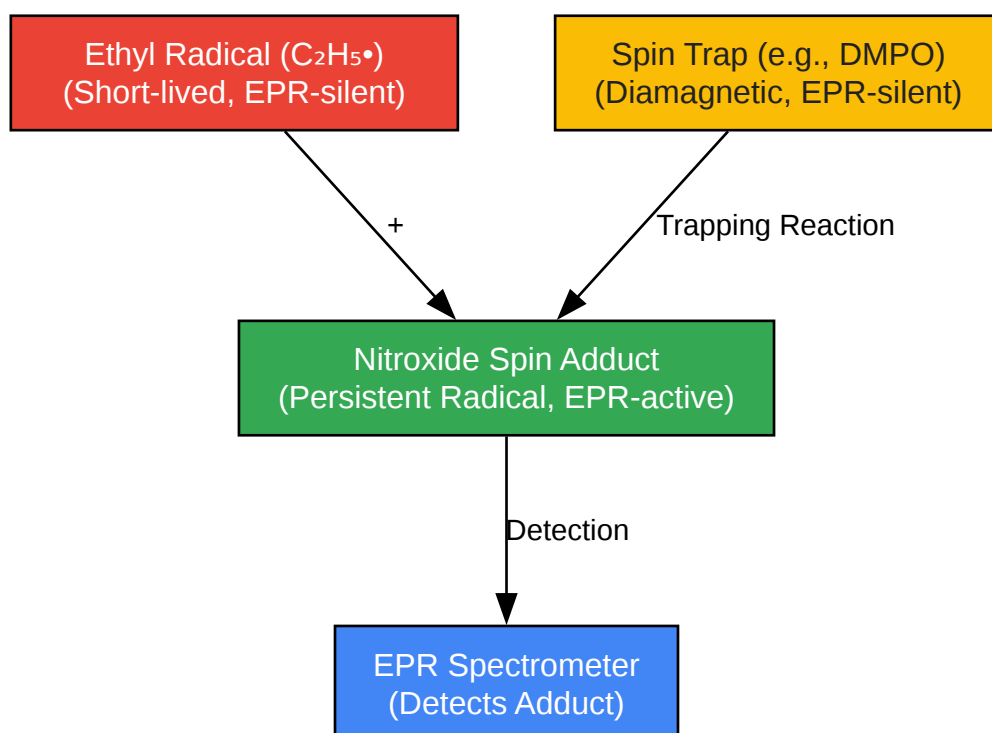 Ethyl Radical (C₂H₅•)
(Short-lived, EPR-silent)
Spin Trap (e.g., DMPO)
(Diamagnetic, EPR-silent)
+
Trapping Reaction
Nitroxide Spin Adduct
(Persistent Radical, EPR-active)
Detection
EPR Spectrometer
(Detects Adduct)